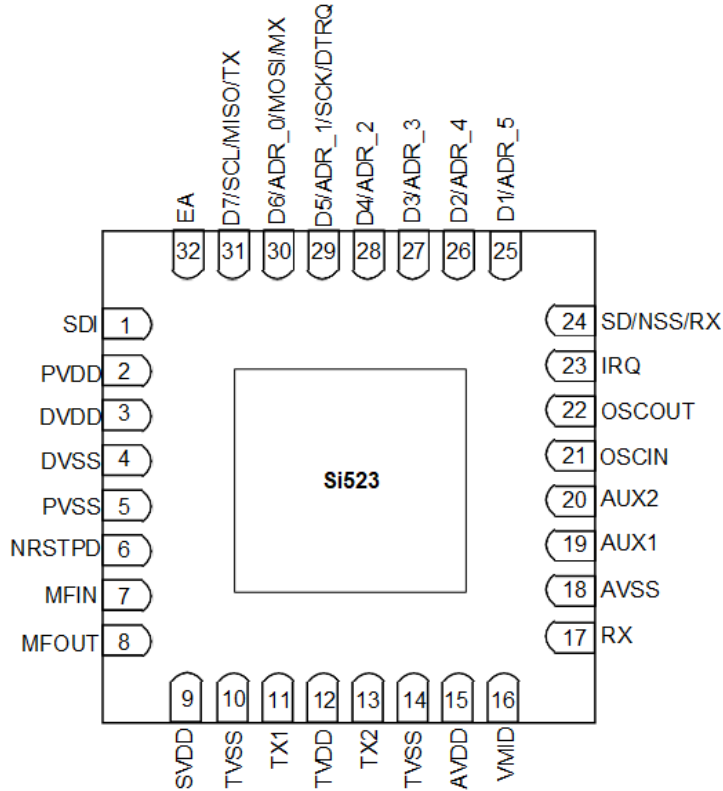 EA
D7/SCL/MISO/TX
D6/ADR_0/MOSI/MX
D5/ADR_1/SCK/DTRQ
D4/ADR_2
D3/ADR_3
D2/ADR_4
D1/ADR_5
32 31 30 29 28 27 26 25
SDI 1
PVDD 2
DVDD 3
DVSS 4
PVSS 5
NRSTPD 6
MFIN 7
MFOUT 8
Si523
24 SD/NSS/RX
23 IRQ
22 OSCOUT
21 OSCIN
20 AUX2
19 AUX1
18 AVSS
17 RX
9 10 11 12 13 14 15 16
SVDD
TVSS
TX1
TVDD
TX2
TVSS
AVDD
VMID